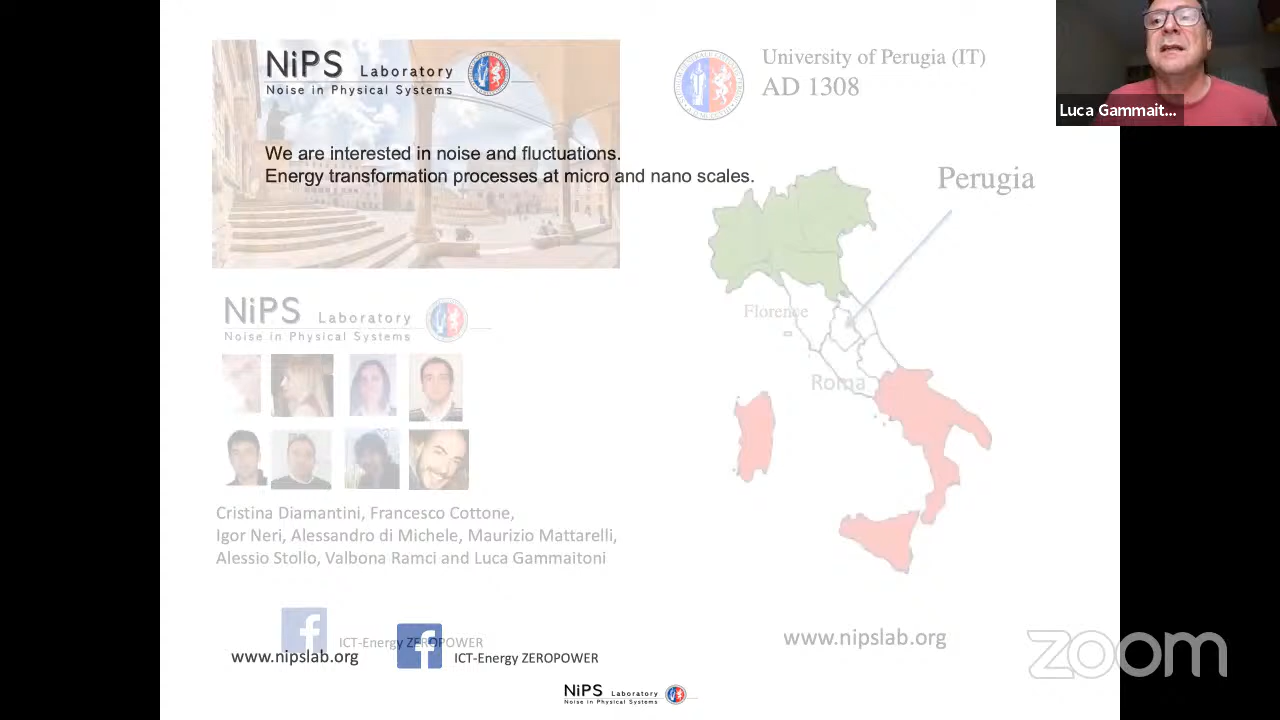 NiPS Laboratory
Noise in Physical Systems
We are interested in noise and fluctuations.
Energy transformation processes at micro and nano scales.
University of Perugia (IT)
AD 1308
Luca Gammait...
Perugia
Florence
Roma
NiPS Laboratory
Noise in Physical Systems
Cristina Diamantini, Francesco Cottone,
Igor Neri, Alessandro di Michele, Maurizio Mattarelli,
Alessio Stollo, Valbona Ramci and Luca Gammaitoni
ICT-Energy ZEROPOWER
www.nipslab.org
ICT-Energy ZEROPOWER
www.nipslab.org
zoom
NiPS Laboratory
Noise in Physical Systems